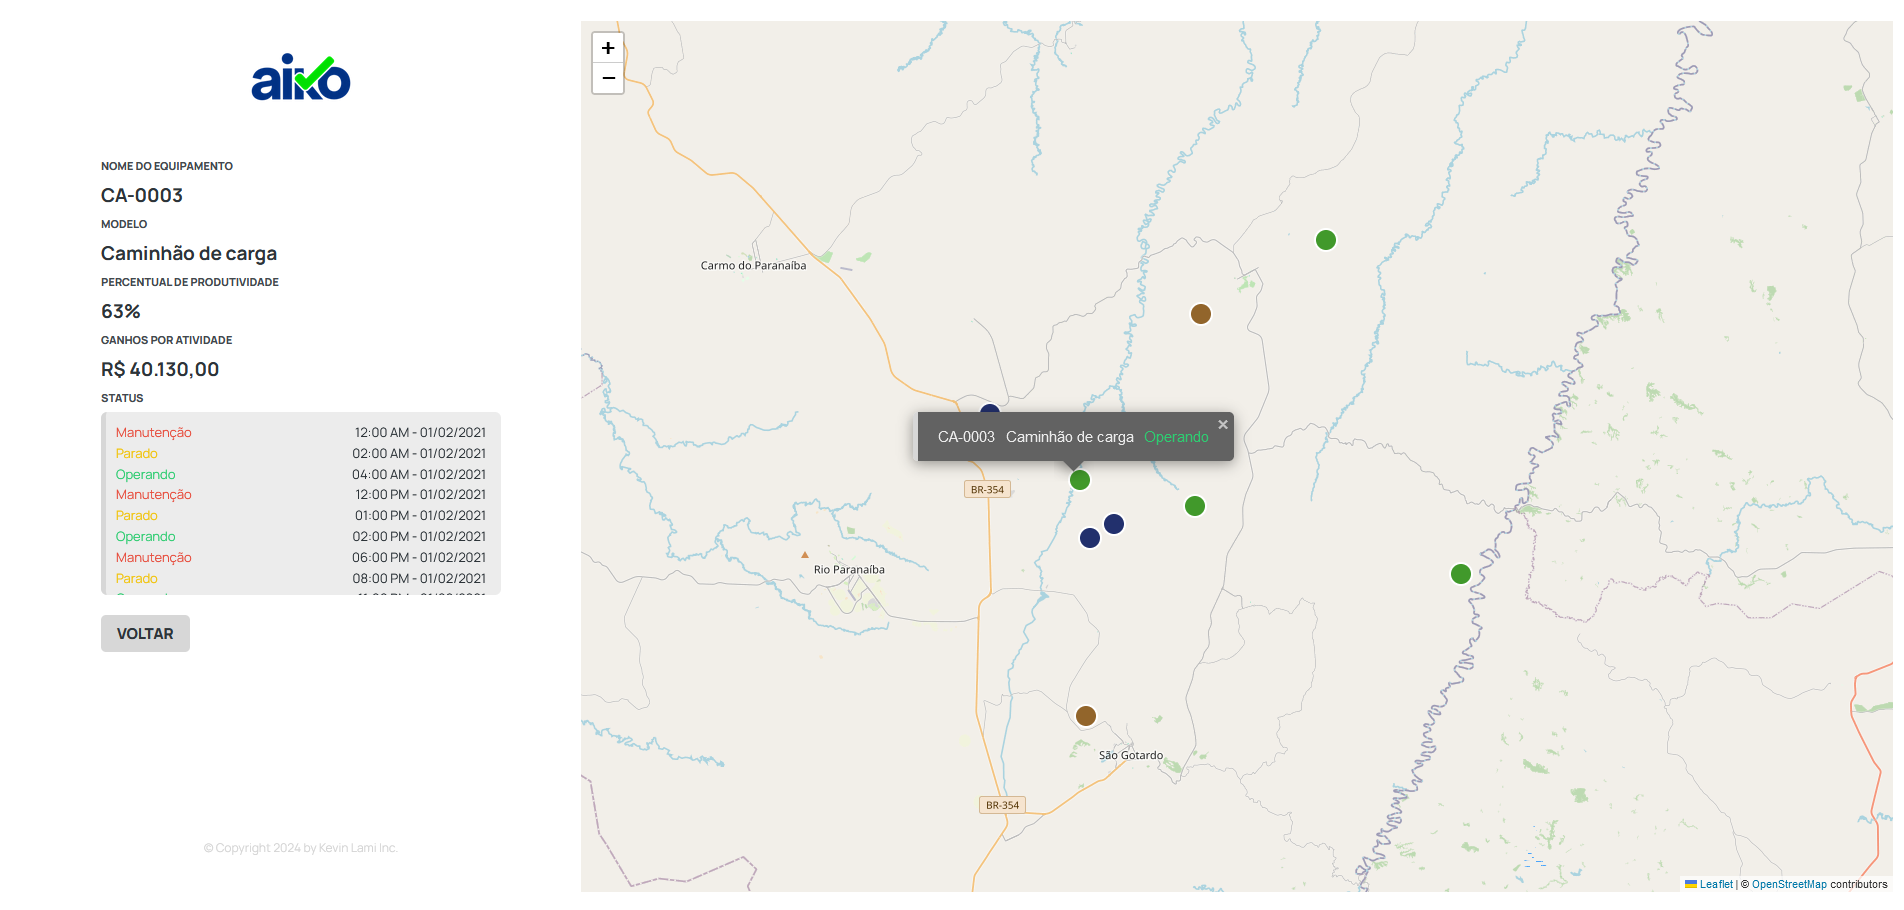 aiko
NOME DO EQUIPAMENTO
CA-0003
MODELO
Caminhão de carga
PERCENTUAL DE PRODUTIVIDADE
63%
GANHOS POR ATIVIDADE
R$ 40.130,00
STATUS
Manutenção 12:00 AM - 01/02/2021
Parado 02:00 AM - 01/02/2021
Operando 04:00 AM - 01/02/2021
Manutenção 12:00 PM - 01/02/2021
Parado 01:00 PM - 01/02/2021
Operando 02:00 PM - 01/02/2021
Manutenção 06:00 PM - 01/02/2021
Parado 08:00 PM - 01/02/2021
VOLTAR
© Copyright 2024 by Kevin Lami Inc.
+
−
Carmo do Paranaíba
CA-0003 Caminhão de carga Operando ×
BR-354
Rio Paranaíba
São Gotardo
BR-354
Leaflet | © OpenStreetMap contributors